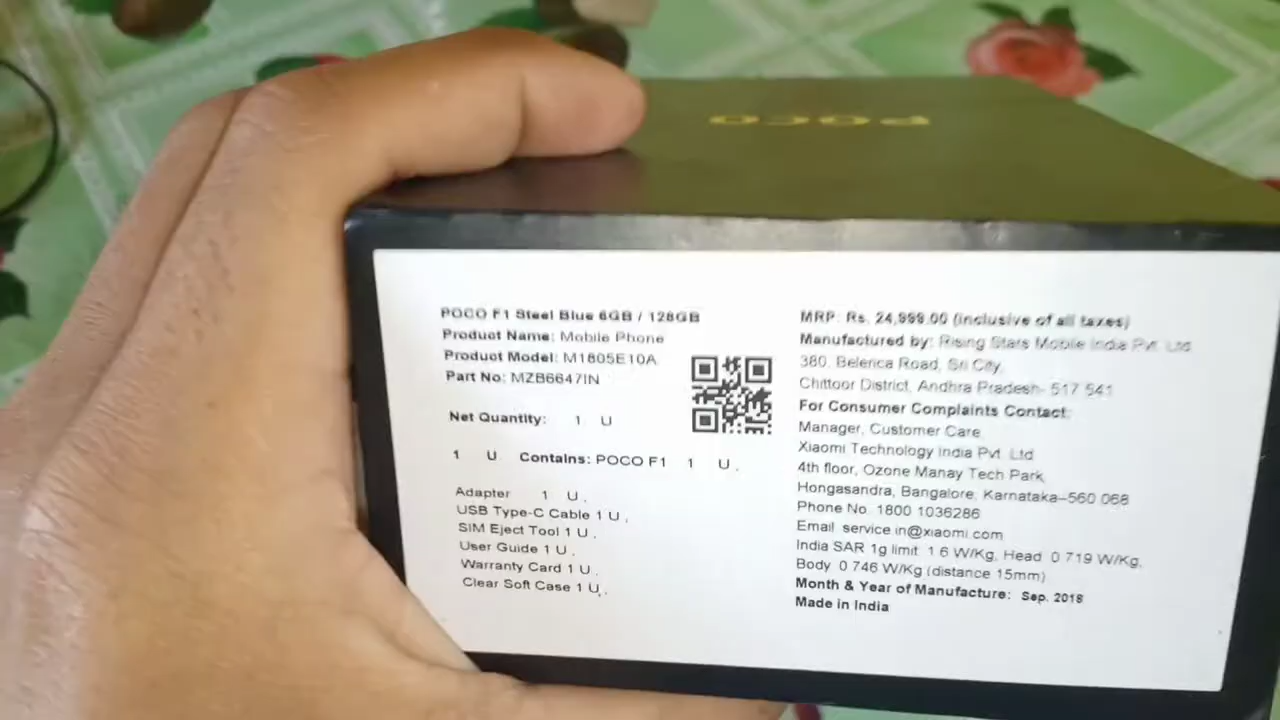 POCO
POCO F1 Steel Blue 6GB / 128GB
Product Name: Mobile Phone
Product Model: M1805E10A
Part No: MZB6647IN
Net Quantity: 1 U
1 U Contains: POCO F1 1 U,
Adapter 1 U,
USB Type-C Cable 1 U,
SIM Eject Tool 1 U,
User Guide 1 U,
Warranty Card 1 U,
Clear Soft Case 1 U,
MRP: Rs. 24,999.00 (inclusive of all taxes)
Manufactured by: Rising Stars Mobile India Pvt. Ltd
380, Belerica Road, Sri City,
Chittoor District, Andhra Pradesh- 517 541
For Consumer Complaints Contact:
Manager, Customer Care
Xiaomi Technology India Pvt. Ltd
4th floor, Ozone Manay Tech Park,
Hongasandra, Bangalore, Karnataka–560 068
Phone No. 1800 1036286
Email: service.in@xiaomi.com
India SAR 1g limit: 1.6 W/Kg, Head: 0.719 W/Kg,
Body: 0.746 W/Kg (distance 15mm)
Month & Year of Manufacture: Sep. 2018
Made in India